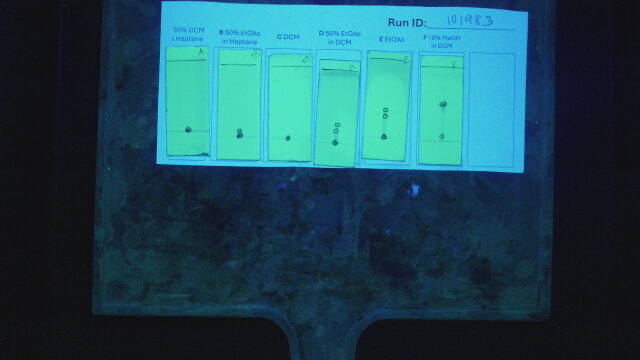 Run ID: 101983
50% DCM
in Heptane
B 50% EtOAc
in Heptane
C DCM
D 50% EtOAc
in DCM
E EtOAc
F 10% MeOH
in DCM
A
E
F